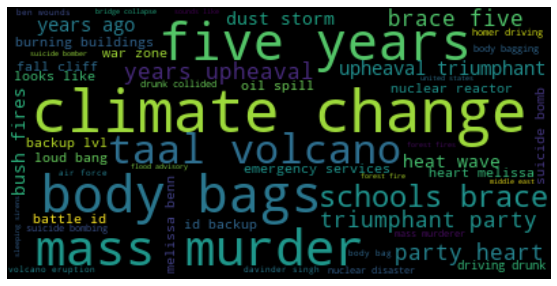 bridge collapse
ben wounds
years ago
dust storm
brace five
homer driving
five years
burning buildings
suicide bomber
war zone
body bagging
fall cliff
years upheaval
upheaval triumphant
looks like
drunk collided
oil spill
united states
nuclear reactor
climate change
bush fires
suicide bomb
backup lvl
taal volcano
loud bang
forest fires
heat wave
flood advisory
emergency services
heart melissa
air force
forest fire
middle east
body bags
schools brace
battle id
id backup
triumphant party
suicide bombing
melissa benn
sleeping sirens
mass murder
mass murderer
body bag
party heart
driving drunk
volcano eruption
davinder singh
nuclear disaster